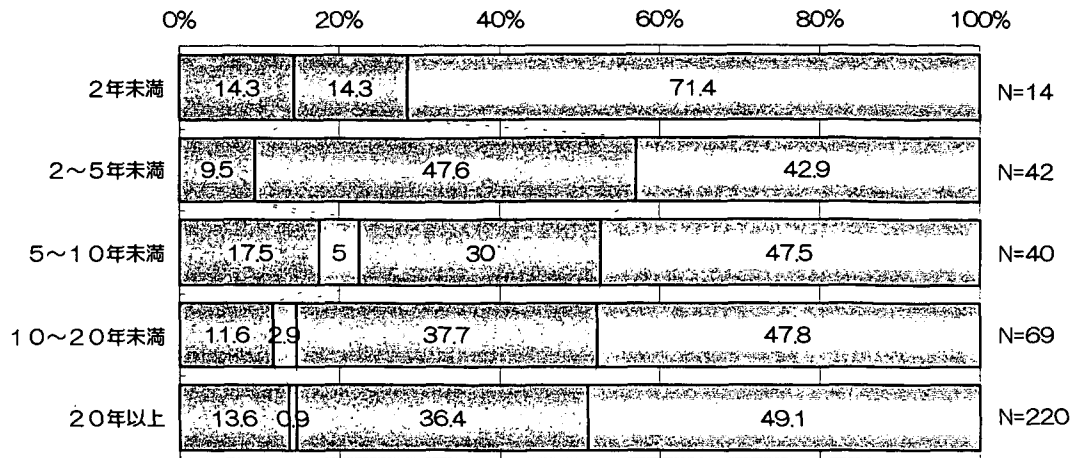 0% 20% 40% 60% 80% 100%
2年未満 14.3 14.3 71.4 N=14
2～5年未満 9.5 47.6 42.9 N=42
5～10年未満 17.5 5 30 47.5 N=40
10～20年未満 11.6 2.9 37.7 47.8 N=69
20年以上 13.6 0.9 36.4 49.1 N=220